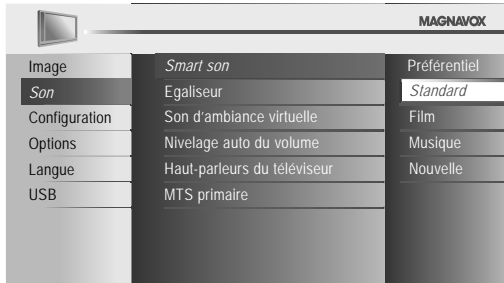 MAGNAVOX
Image
Son
Configuration
Options
Langue
USB
Smart son
Egaliseur
Son d'ambiance virtuelle
Nivelage auto du volume
Haut-parleurs du téléviseur
MTS primaire
Préférentiel
Standard
Film
Musique
Nouvelle